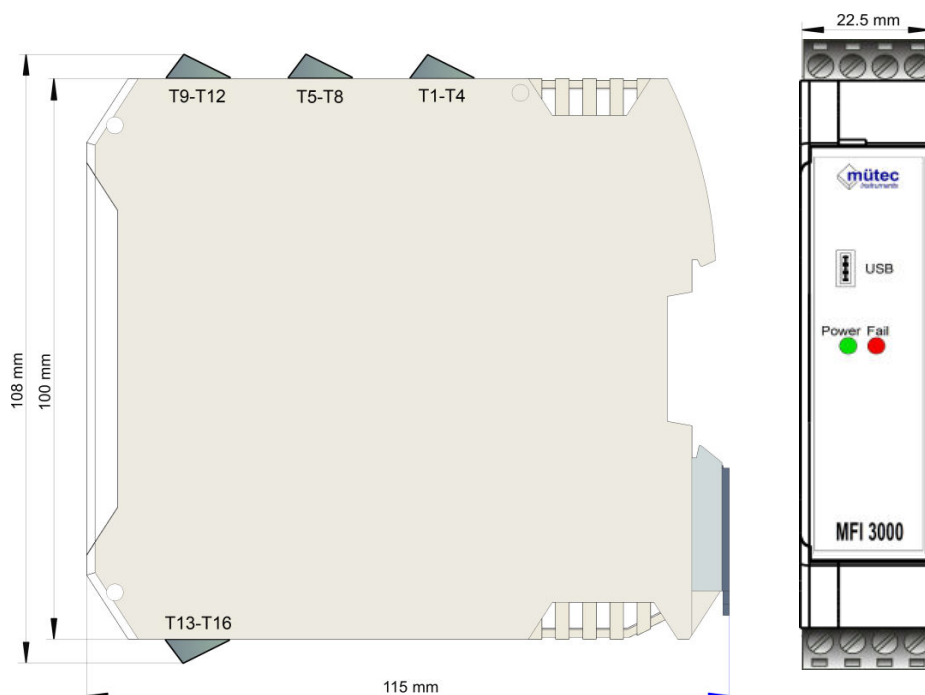 22.5 mm
T9-T12 T5-T8 T1-T4
mütec
instruments
USB
Power Fail
108 mm
100 mm
MFI 3000
T13-T16
115 mm